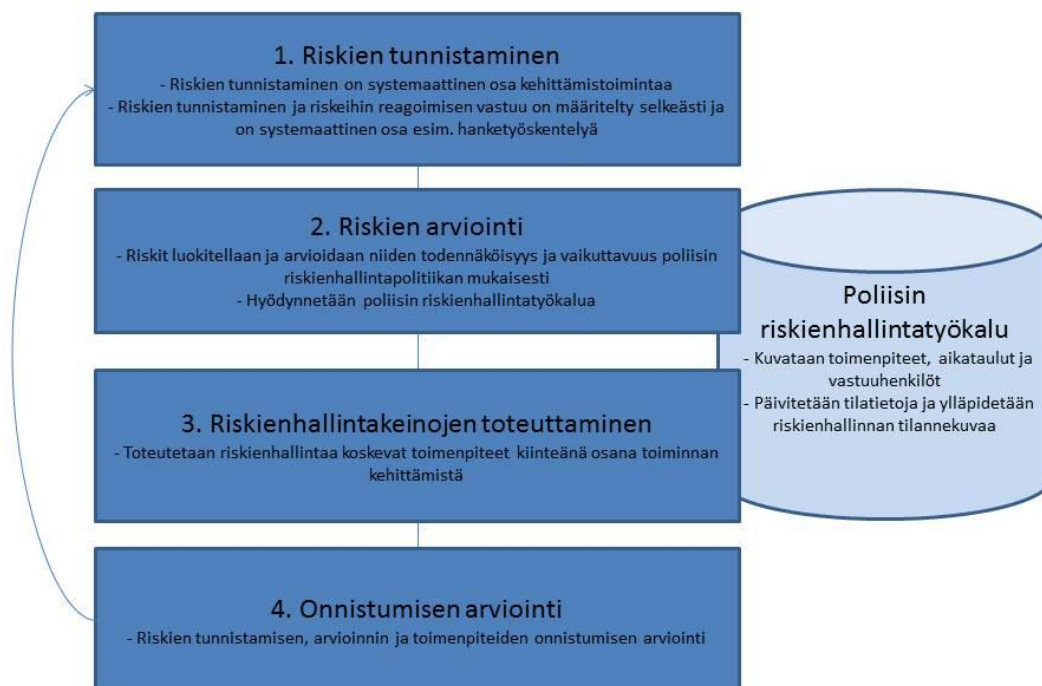 1. Riskien tunnistaminen
- Riskien tunnistaminen on systemaattinen osa kehittämistoimintaa
- Riskien tunnistaminen ja riskeihin reagoimisen vastuu on määritelty selkeästi ja
on systemaattinen osa esim. hanketyöskentelyä
2. Riskien arviointi
- Riskit luokitellaan ja arvioidaan niiden todennäköisyys ja vaikuttavuus poliisin
riskienhallintapolitiikan mukaisesti
- Hyödynnetään poliisin riskienhallintatyökalua
Poliisin
riskienhallintatyökalu
- Kuvataan toimenpiteet, aikataulut ja
vastuuhenkilöt
- Päivitetään tilatietoja ja ylläpidetään
riskienhallinnan tilannekuvaa
3. Riskienhallintakeinojen toteuttaminen
- Toteutetaan riskienhallintaa koskevat toimenpiteet kiinteänä osana toiminnan
kehittämistä
4. Onnistumisen arviointi
- Riskien tunnistamisen, arvioinnin ja toimenpiteiden onnistumisen arviointi